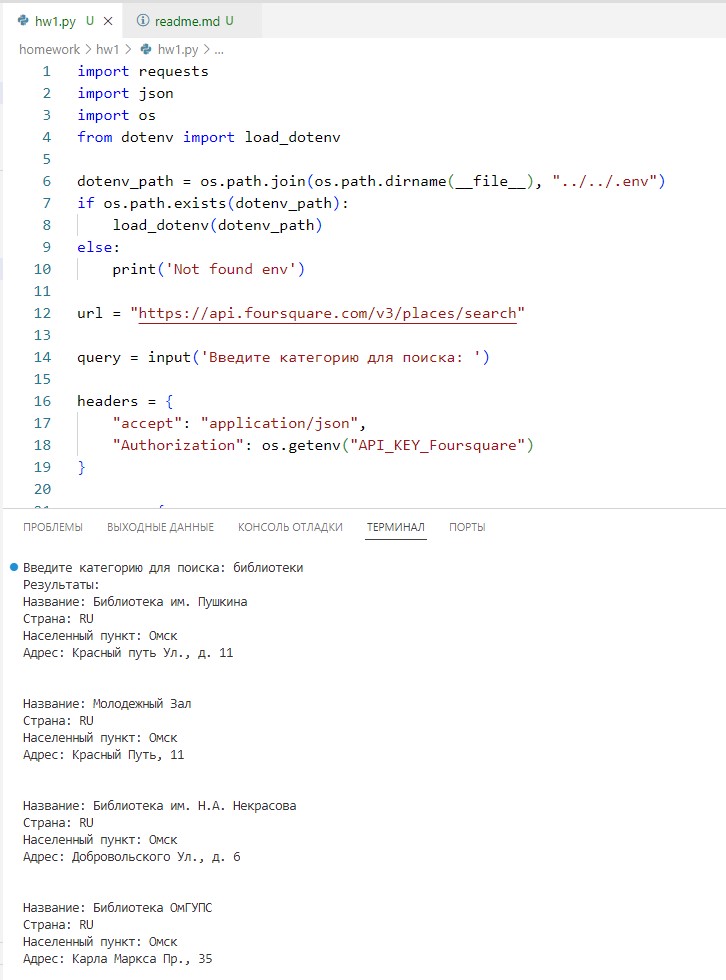 hw1.py U
readme.md U
homework > hw1 > hw1.py > ...
1 import requests
2 import json
3 import os
4 from dotenv import load_dotenv
5
6 dotenv_path = os.path.join(os.path.dirname(__file__), "../../.env")
7 if os.path.exists(dotenv_path):
8     load_dotenv(dotenv_path)
9 else:
10     print('Not found env')
11
12 url = "https://api.foursquare.com/v3/places/search"
13
14 query = input('Введите категорию для поиска: ')
15
16 headers = {
17     "accept": "application/json",
18     "Authorization": os.getenv("API_KEY_Foursquare")
19 }
20
ПРОБЛЕМЫ ВЫХОДНЫЕ ДАННЫЕ КОНСОЛЬ ОТЛАДКИ ТЕРМИНАЛ ПОРТЫ
Введите категорию для поиска: библиотеки
Результаты:
Название: Библиотека им. Пушкина
Страна: RU
Населенный пункт: Омск
Адрес: Красный путь Ул., д. 11
Название: Молодежный Зал
Страна: RU
Населенный пункт: Омск
Адрес: Красный Путь, 11
Название: Библиотека им. Н.А. Некрасова
Страна: RU
Населенный пункт: Омск
Адрес: Добровольского Ул., д. 6
Название: Библиотека ОмГУПС
Страна: RU
Населенный пункт: Омск
Адрес: Карла Маркса Пр., 35